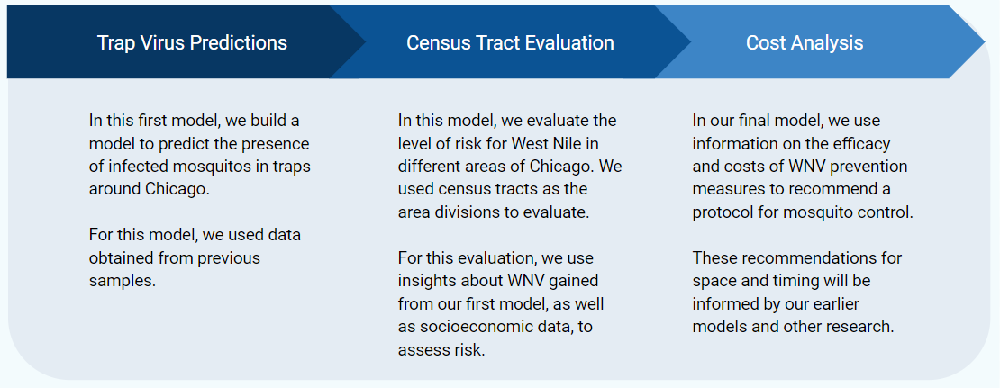 Trap Virus Predictions
Census Tract Evaluation
Cost Analysis
In this first model, we build a
model to predict the presence
of infected mosquitos in traps
around Chicago.
For this model, we used data
obtained from previous
samples.
In this model, we evaluate the
level of risk for West Nile in
different areas of Chicago. We
used census tracts as the
area divisions to evaluate.
For this evaluation, we use
insights about WNV gained
from our first model, as well
as socioeconomic data, to
assess risk.
In our final model, we use
information on the efficacy
and costs of WNV prevention
measures to recommend a
protocol for mosquito control.
These recommendations for
space and timing will be
informed by our earlier
models and other research.